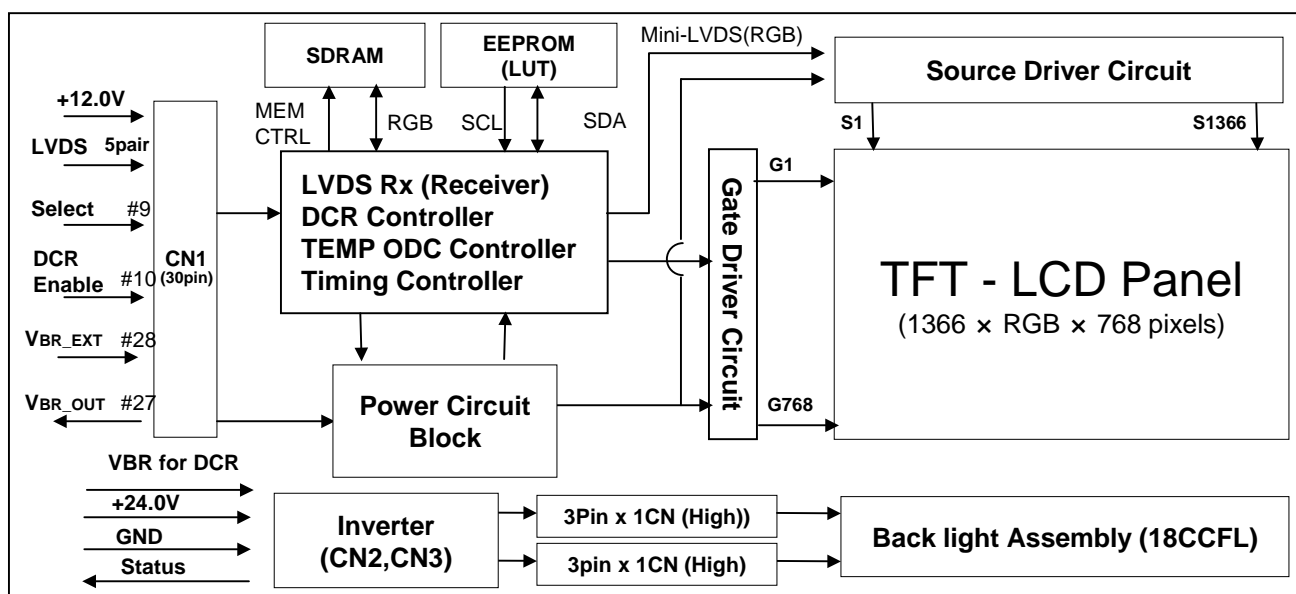 SDRAM
EEPROM
(LUT)
Mini-LVDS(RGB)
Source Driver Circuit
+12.0V
LVDS 5pair
Select #9
DCR
Enable #10
VBR_EXT #28
VBR_OUT #27
CN1
(30pin)
MEM
CTRL
RGB
SCL
SDA
S1
S1366
LVDS Rx (Receiver)
DCR Controller
TEMP ODC Controller
Timing Controller
Gate Driver Circuit
G1
G768
TFT - LCD Panel
(1366 × RGB × 768 pixels)
Power Circuit
Block
VBR for DCR
+24.0V
GND
Status
Inverter
(CN2,CN3)
3Pin x 1CN (High))
3pin x 1CN (High)
Back light Assembly (18CCFL)